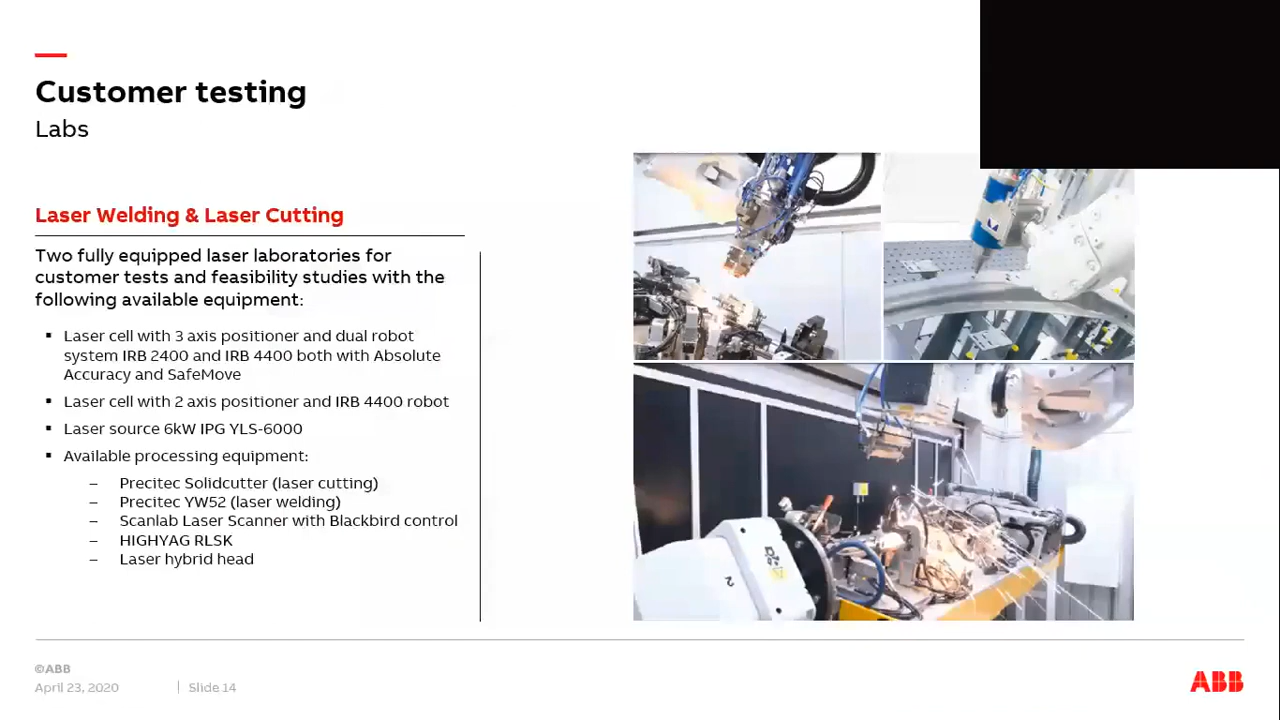 Customer testing
Labs
Laser Welding & Laser Cutting
Two fully equipped laser laboratories for
customer tests and feasibility studies with the
following available equipment:
▪ Laser cell with 3 axis positioner and dual robot
system IRB 2400 and IRB 4400 both with Absolute
Accuracy and SafeMove
▪ Laser cell with 2 axis positioner and IRB 4400 robot
▪ Laser source 6kW IPG YLS-6000
▪ Available processing equipment:
– Precitec Solidcutter (laser cutting)
– Precitec YW52 (laser welding)
– Scanlab Laser Scanner with Blackbird control
– HIGHYAG RLSK
– Laser hybrid head
2
©ABB
April 23, 2020 | Slide 14
ABB